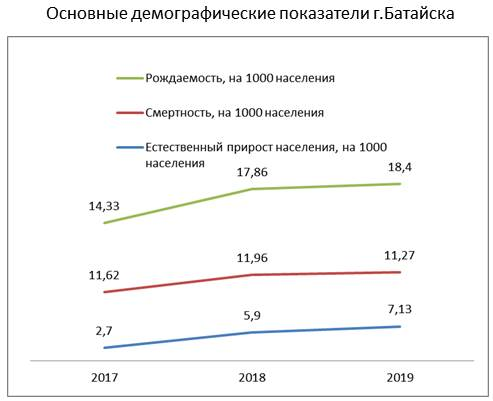 Основные демографические показатели г.Батайска
Рождаемость, на 1000 населения
Смертность, на 1000 населения
Естественный прирост населения, на 1000
населения
17,86
18,4
14,33
11,62
11,96
11,27
2,7
5,9
7,13
2017
2018
2019